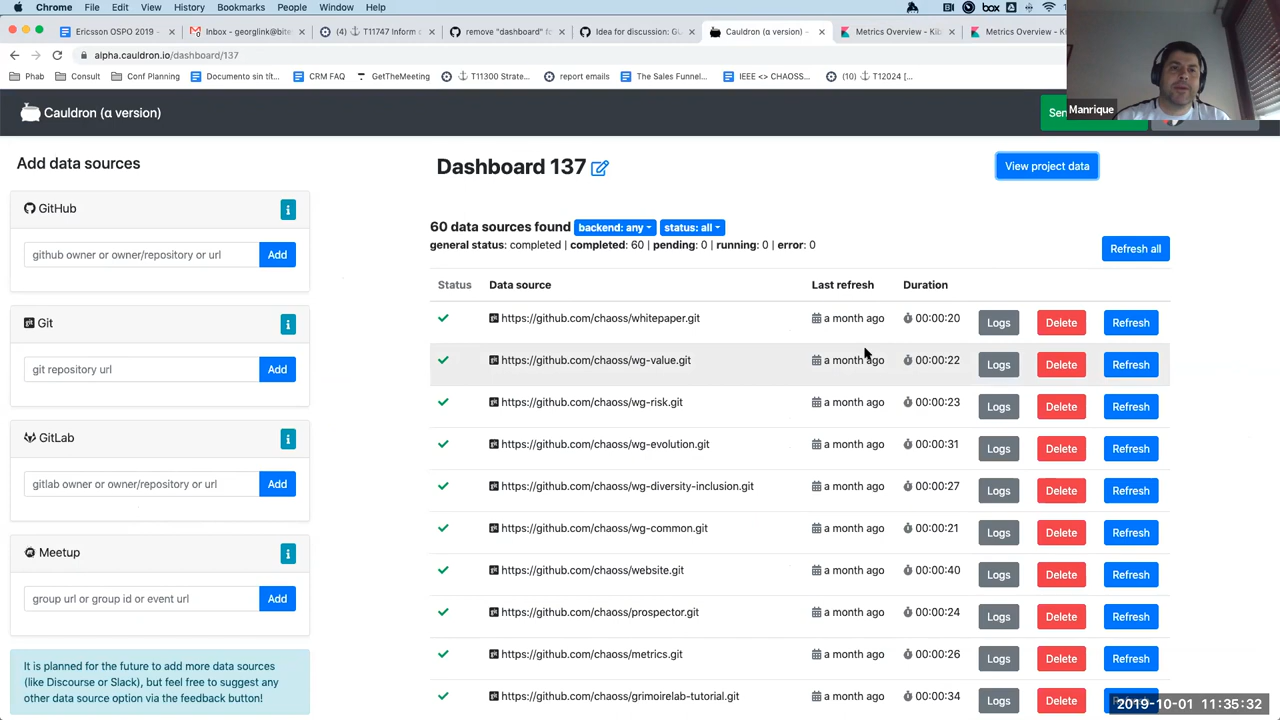 Chrome File Edit View History Bookmarks People Window Help box
Ericsson OSPO 2019 - Inbox - georglink@bite (4) T11747 Inform remove "dashboard" f Idea for discussion: G Cauldron (α version) - Metrics Overview - Kib Metrics Overview - Ki
alpha.cauldron.io/dashboard/137
Phab Consult Conf Planning Documento sin tít... CRM FAQ GetTheMeeting T11300 Strate... report emails The Sales Funnel... IEEE <> CHAOSS... (10) T12024 [...
Manrique
Cauldron (α version)
Sen
Add data sources
Dashboard 137
View project data
GitHub
github owner or owner/repository or url Add
Git
git repository url Add
GitLab
gitlab owner or owner/repository or url Add
Meetup
group url or group id or event url Add
It is planned for the future to add more data sources
(like Discourse or Slack), but feel free to suggest any
other data source option via the feedback button!
60 data sources found backend: any status: all
general status: completed | completed: 60 | pending: 0 | running: 0 | error: 0
Refresh all
Status Data source Last refresh Duration
https://github.com/chaoss/whitepaper.git a month ago 00:00:20 Logs Delete Refresh
https://github.com/chaoss/wg-value.git a month ago 00:00:22 Logs Delete Refresh
https://github.com/chaoss/wg-risk.git a month ago 00:00:23 Logs Delete Refresh
https://github.com/chaoss/wg-evolution.git a month ago 00:00:31 Logs Delete Refresh
https://github.com/chaoss/wg-diversity-inclusion.git a month ago 00:00:27 Logs Delete Refresh
https://github.com/chaoss/wg-common.git a month ago 00:00:21 Logs Delete Refresh
https://github.com/chaoss/website.git a month ago 00:00:40 Logs Delete Refresh
https://github.com/chaoss/prospector.git a month ago 00:00:24 Logs Delete Refresh
https://github.com/chaoss/metrics.git a month ago 00:00:26 Logs Delete Refresh
https://github.com/chaoss/grimoirelab-tutorial.git a month ago 00:00:34 Logs Delete
2019-10-01 11:35:32